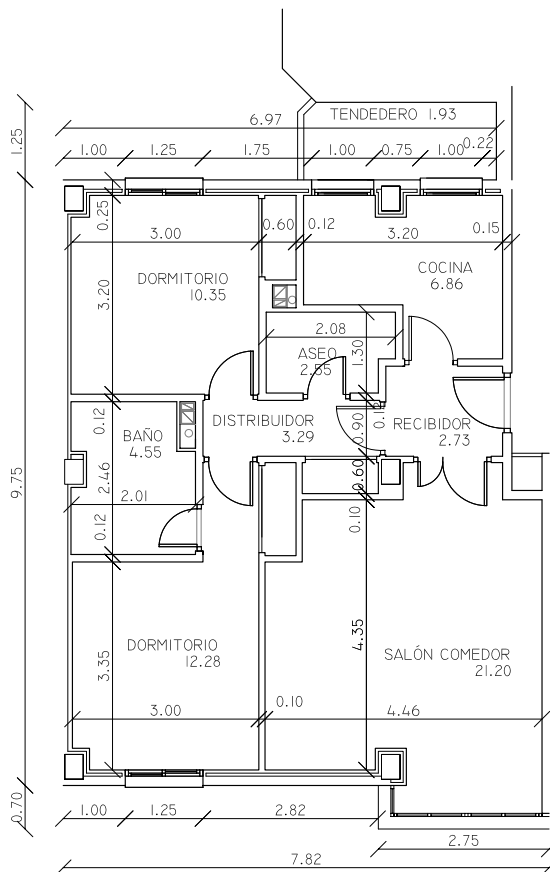 TENDEDERO 1.93
6.97
1.25
1.00 1.25 1.75 1.00 0.75 1.00 0.22
0.25
0.60 0.12
3.00 3.20 0.15
DORMITORIO
10.35
3.20
COCINA
6.86
2.08
ASEO
2.55
1.30
DISTRIBUIDOR
3.29
RECIBIDOR
2.73
0.90
0.12
BAÑO
4.55
2.46
2.01
0.60
9.75
0.12
0.10
DORMITORIO
12.28
3.35
4.35
SALÓN COMEDOR
21.20
0.10
3.00 4.46
0.70
1.00 1.25 2.82
2.75
7.82